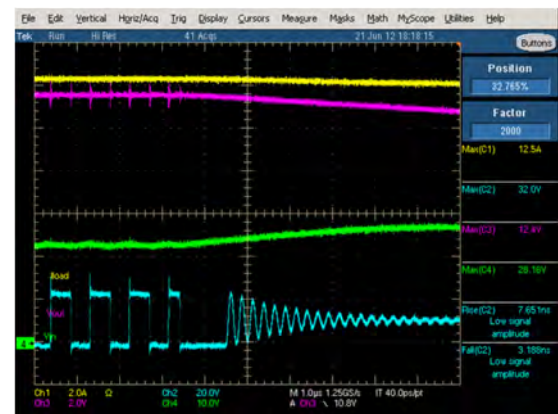 File Edit Vertical Horiz/Acq Trig Display Cursors Measure Masks Math MyScope Utilities Help
Tek Run Hi Res 41 Acqs 21 Jun 12 18:18:15 Buttons
Position
32.765%
Factor
2000
Max(C1) 12.5A
Max(C2) 32.0V
Max(C3) 12.4V
Max(C4) 28.16V
Iload
Vout
Vin
Rise(C2) 7.651ns
Low signal
amplitude
Fall(C2) 3.188ns
Low signal
amplitude
Ch1 2.0A Ω Ch2 20.0V M 1.0µs 1.25GS/s IT 40.0ps/pt
Ch3 2.0V Ch4 10.0V A Ch3 \ 10.8V